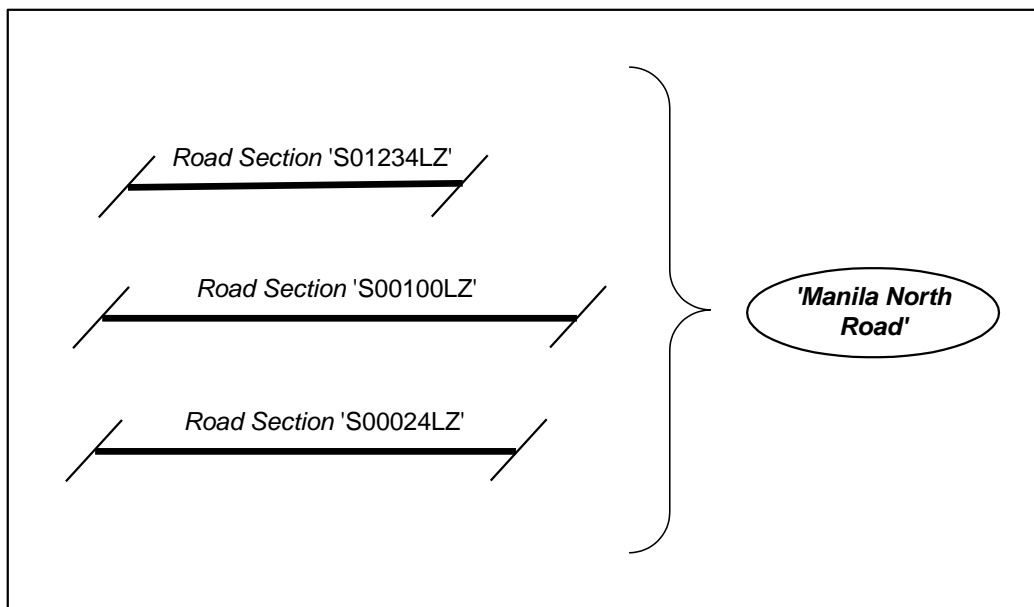 Road Section 'S01234LZ'
Road Section 'S00100LZ'
Road Section 'S00024LZ'
'Manila North
Road'